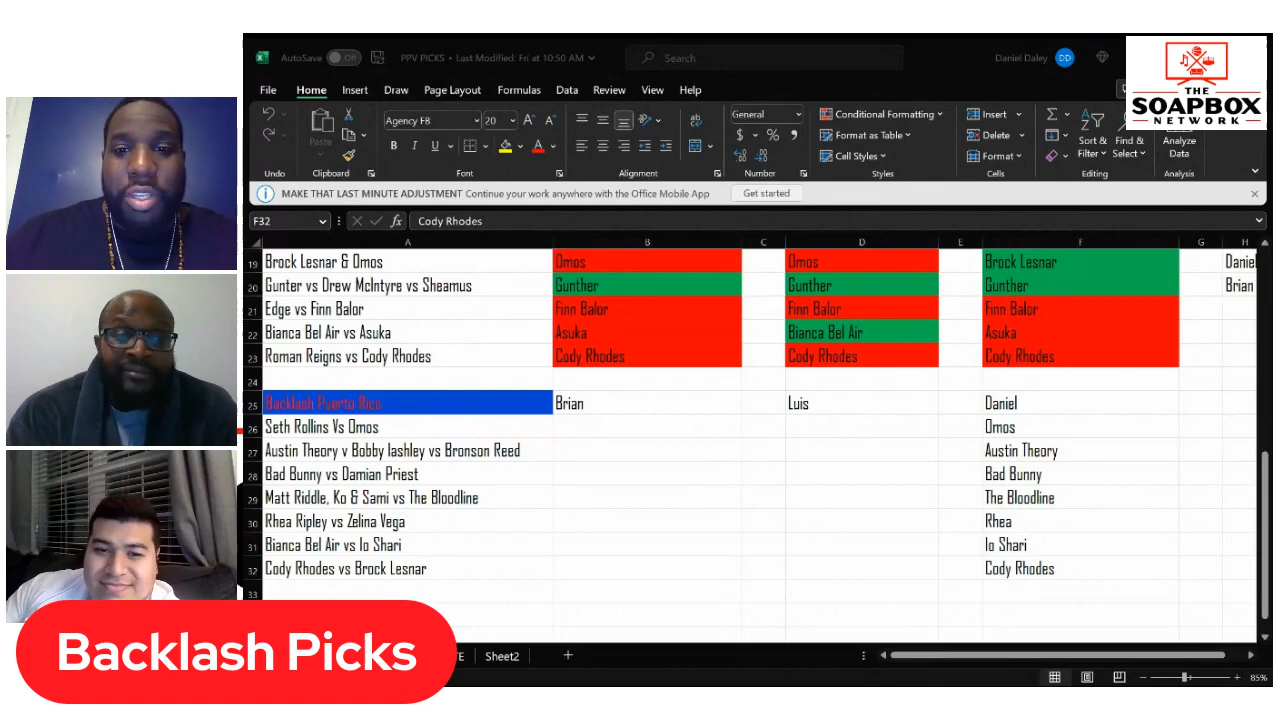 AutoSave Off PPV PICKS • Last Modified: Fri at 10:50 AM Search Daniel Daley DD
THE
SOAPBOX
NETWORK
File Home Insert Draw Page Layout Formulas Data Review View Help
Paste
Agency FB 20
B I U
ab
General
$ % 9
Conditional Formatting
Format as Table
Cell Styles
Insert
Delete
Format
Sort & Filter
Find & Select
Analyze Data
Undo Clipboard Font Alignment Number Styles Cells Editing Analysis
MAKE THAT LAST MINUTE ADJUSTMENT Continue your work anywhere with the Office Mobile App Get started
F32 fx Cody Rhodes
A B C D E F G H
19 Brock Lesnar & Omos Omos Omos Brock Lesnar Daniel
20 Gunter vs Drew McIntyre vs Sheamus Gunther Gunther Gunther Brian
21 Edge vs Finn Balor Finn Balor Finn Balor Finn Balor
22 Bianca Bel Air vs Asuka Asuka Bianca Bel Air Asuka
23 Roman Reigns vs Cody Rhodes Cody Rhodes Cody Rhodes Cody Rhodes
24
25 Backlash Puerto Rico Brian Luis Daniel
26 Seth Rollins Vs Omos Omos
27 Austin Theory v Bobby lashley vs Bronson Reed Austin Theory
28 Bad Bunny vs Damian Priest Bad Bunny
29 Matt Riddle, Ko & Sami vs The Bloodline The Bloodline
30 Rhea Ripley vs Zelina Vega Rhea
31 Bianca Bel Air vs Io Shari Io Shari
32 Cody Rhodes vs Brock Lesnar Cody Rhodes
33
Backlash Picks
Sheet2
85%